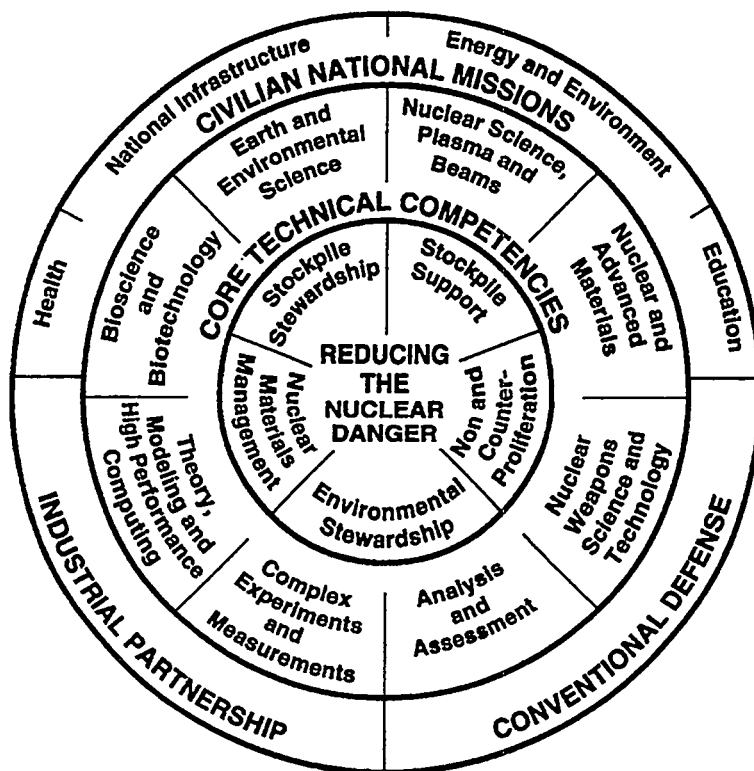 National Infrastructure
Energy and Environment
CIVILIAN NATIONAL MISSIONS
Health
Education
Earth and
Environmental
Science
Nuclear Science,
Plasma and
Beams
Bioscience
and
Biotechnology
Nuclear and
Advanced
Materials
CORE TECHNICAL COMPETENCIES
Stockpile
Stewardship
Stockpile
Support
REDUCING
THE
NUCLEAR
DANGER
Nuclear
Materials
Management
Non and
Counter-
Proliferation
Environmental
Stewardship
Theory,
Modeling and
High Performance
Computing
Nuclear
Weapons
Science and
Technology
Complex
Experiments
and
Measurements
Analysis
and
Assessment
INDUSTRIAL PARTNERSHIP
CONVENTIONAL DEFENSE